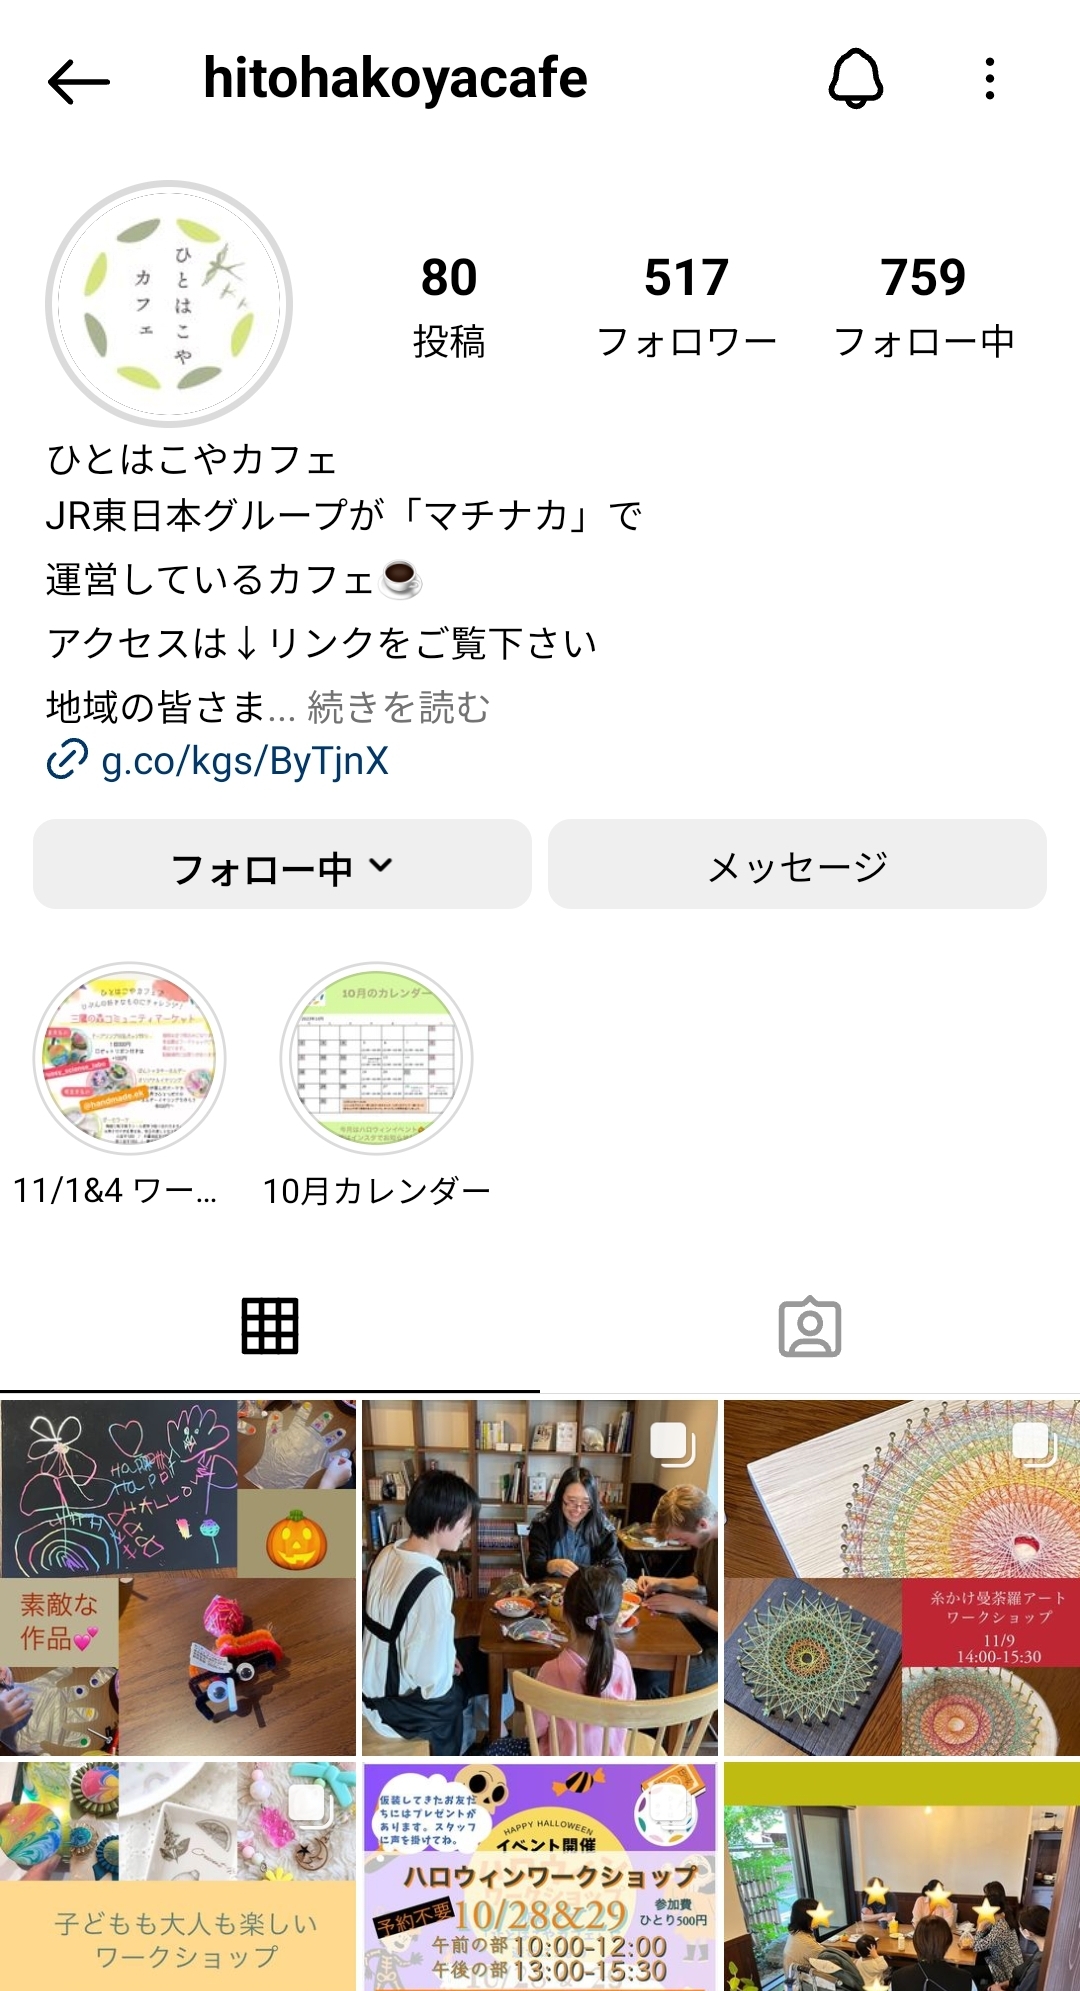 hitohakoyacafe
ひとはこや
カフェ
80
投稿
517
フォロワー
759
フォロー中
ひとはこやカフェ
JR東日本グループが「マチナカ」で
運営しているカフェ☕
アクセスは↓リンクをご覧下さい
地域の皆さま... 続きを読む
g.co/kgs/ByTjnX
フォロー中
メッセージ
ひとはこやカフェ
三鷹の森コミュニティマーケット
@handmade.ek
10月のカレンダー
11/1&4 ワー...
10月カレンダー
素敵な
作品💕
糸かけ曼荼羅アート
ワークショップ
11/9
14:00-15:30
子どもも大人も楽しい
ワークショップ
仮装してきたお友だ
ちにはプレゼントが
あります。スタッフ
に声を掛けてね。
HAPPY HALLOWEEN
イベント開催
ハロウィンワークショップ
予約不要
10/28&29
参加費
ひとり500円
午前の部 10:00-12:00
午後の部 13:00-15:30